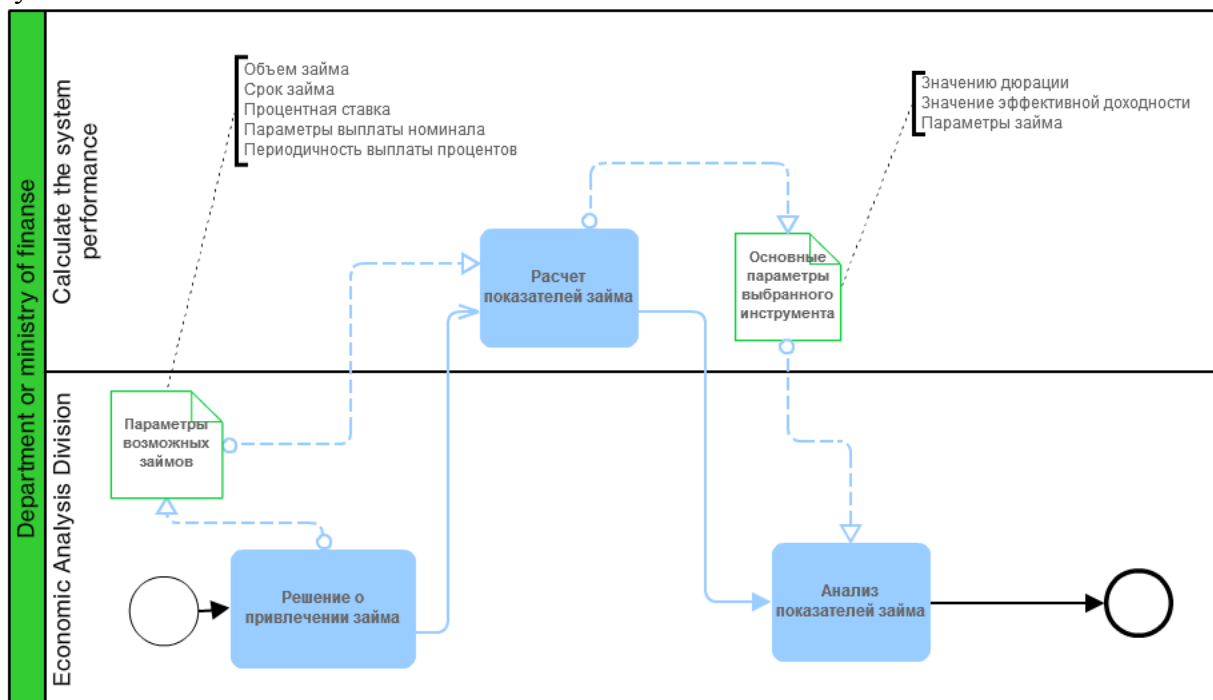 Department or ministry of finanse
Calculate the system
performance
Объем займа
Срок займа
Процентная ставка
Параметры выплаты номинала
Периодичность выплаты процентов
Значению дюрации
Значение эффективной доходности
Параметры займа
Расчет
показателей займа
Основные
параметры
выбранного
инструмента
Economic Analysis Division
Параметры
возможных
займов
Решение о
привлечении займа
Анализ
показателей займа